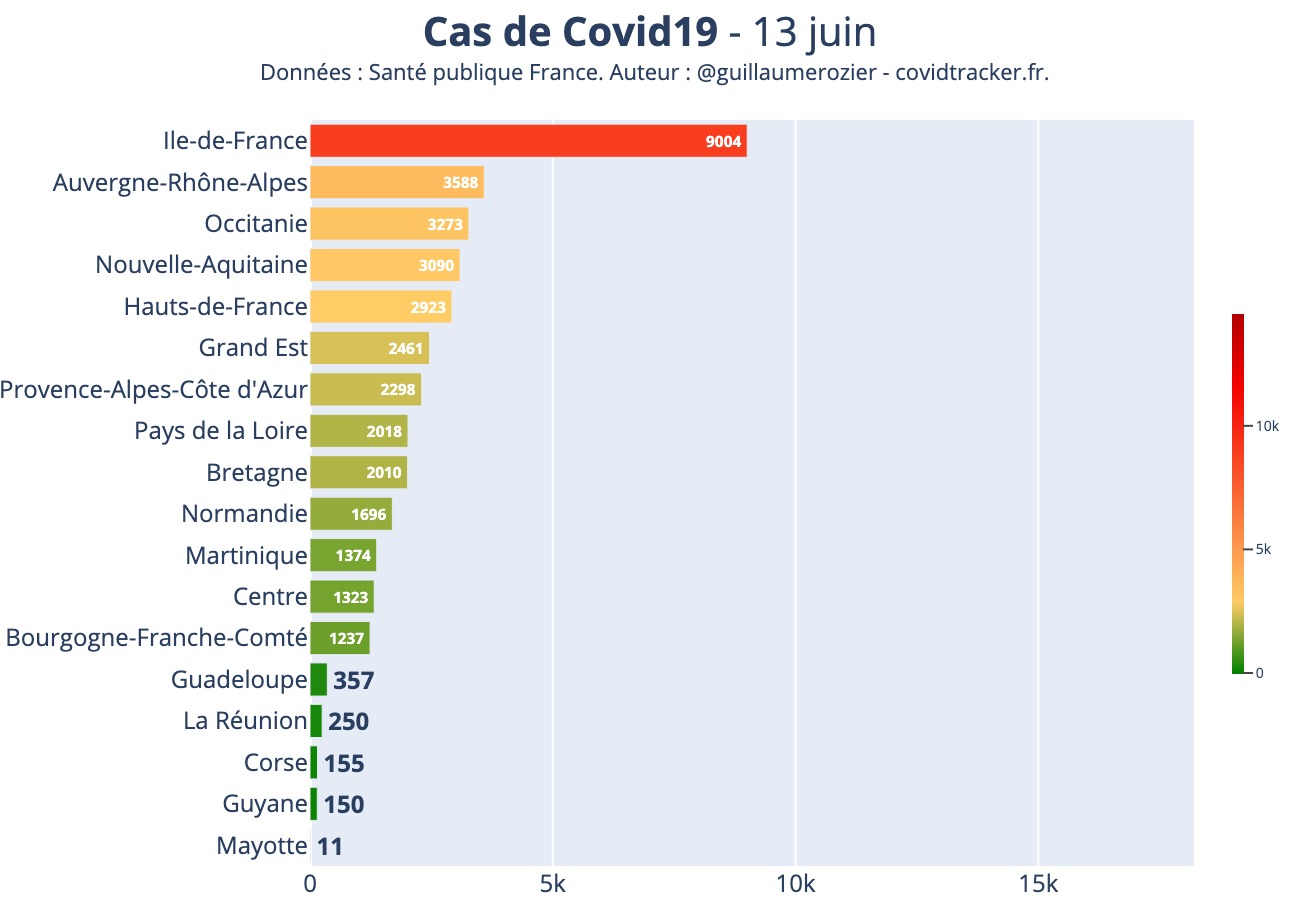 Cas de Covid19 - 13 juin
Données : Santé publique France. Auteur : @guillaumerozier - covidtracker.fr.
Ile-de-France 9004
Auvergne-Rhône-Alpes 3588
Occitanie 3273
Nouvelle-Aquitaine 3090
Hauts-de-France 2923
Grand Est 2461
Provence-Alpes-Côte d'Azur 2298
Pays de la Loire 2018
Bretagne 2010
Normandie 1696
Martinique 1374
Centre 1323
Bourgogne-Franche-Comté 1237
Guadeloupe 357
La Réunion 250
Corse 155
Guyane 150
Mayotte 11
0 5k 10k 15k
10k
5k
0